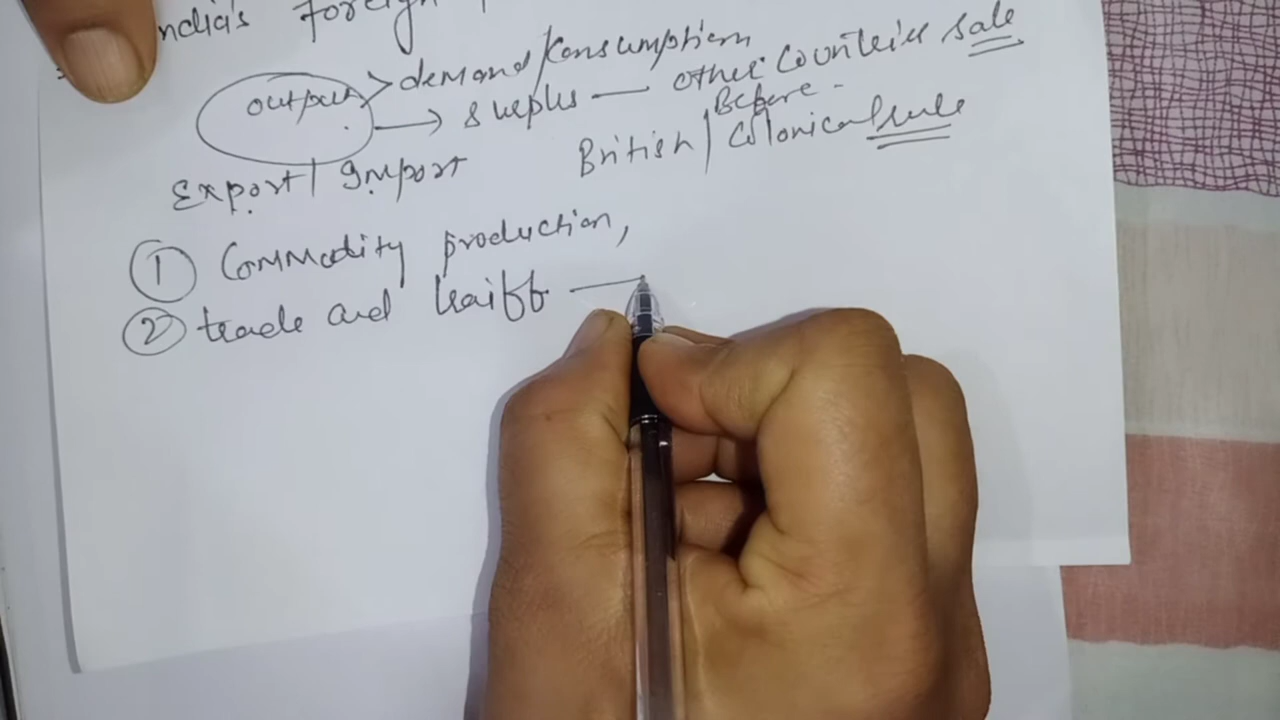 India's foreign
output > demand/consumption
→ surplus — other countries sale
Export/Import
Before -
British/Colonical rule
① Commodity production,
② trade and traiff —